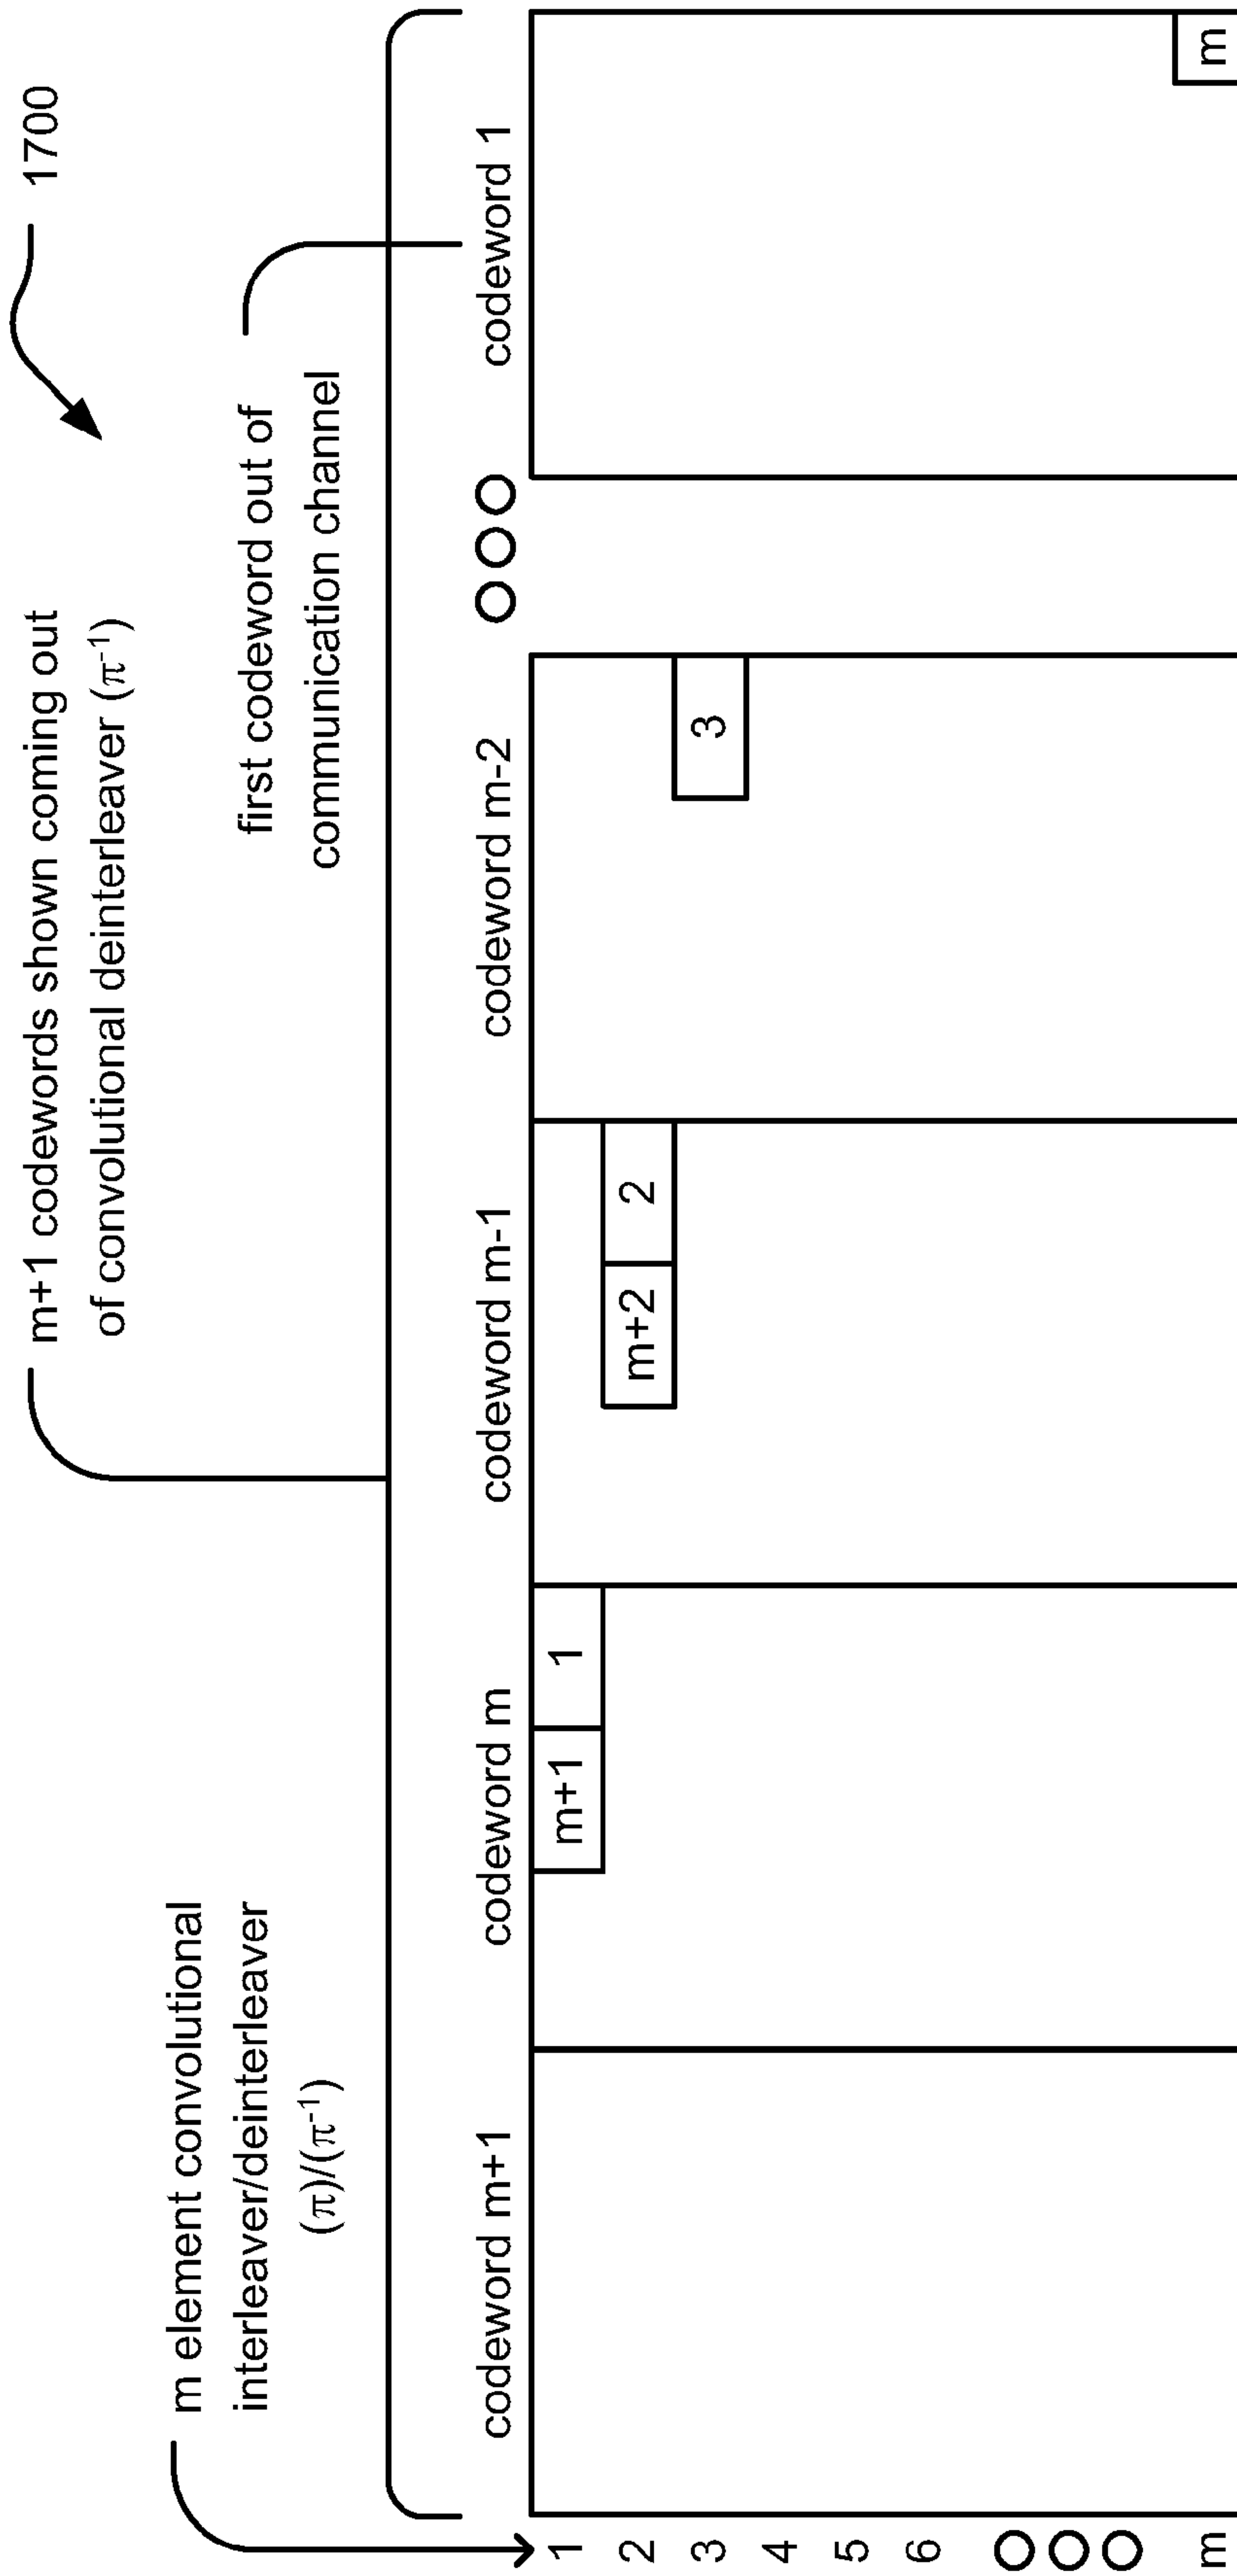 1700
m+1 codewords shown coming out
of convolutional deinterleaver (π-1)
m element convolutional
interleaver/deinterleaver
(π)/(π-1)
first codeword out of
communication channel
codeword m+1
codeword m
codeword m-1
codeword m-2
codeword 1
1
m+1
1
2
m+2
2
3
3
4
5
6
m
m